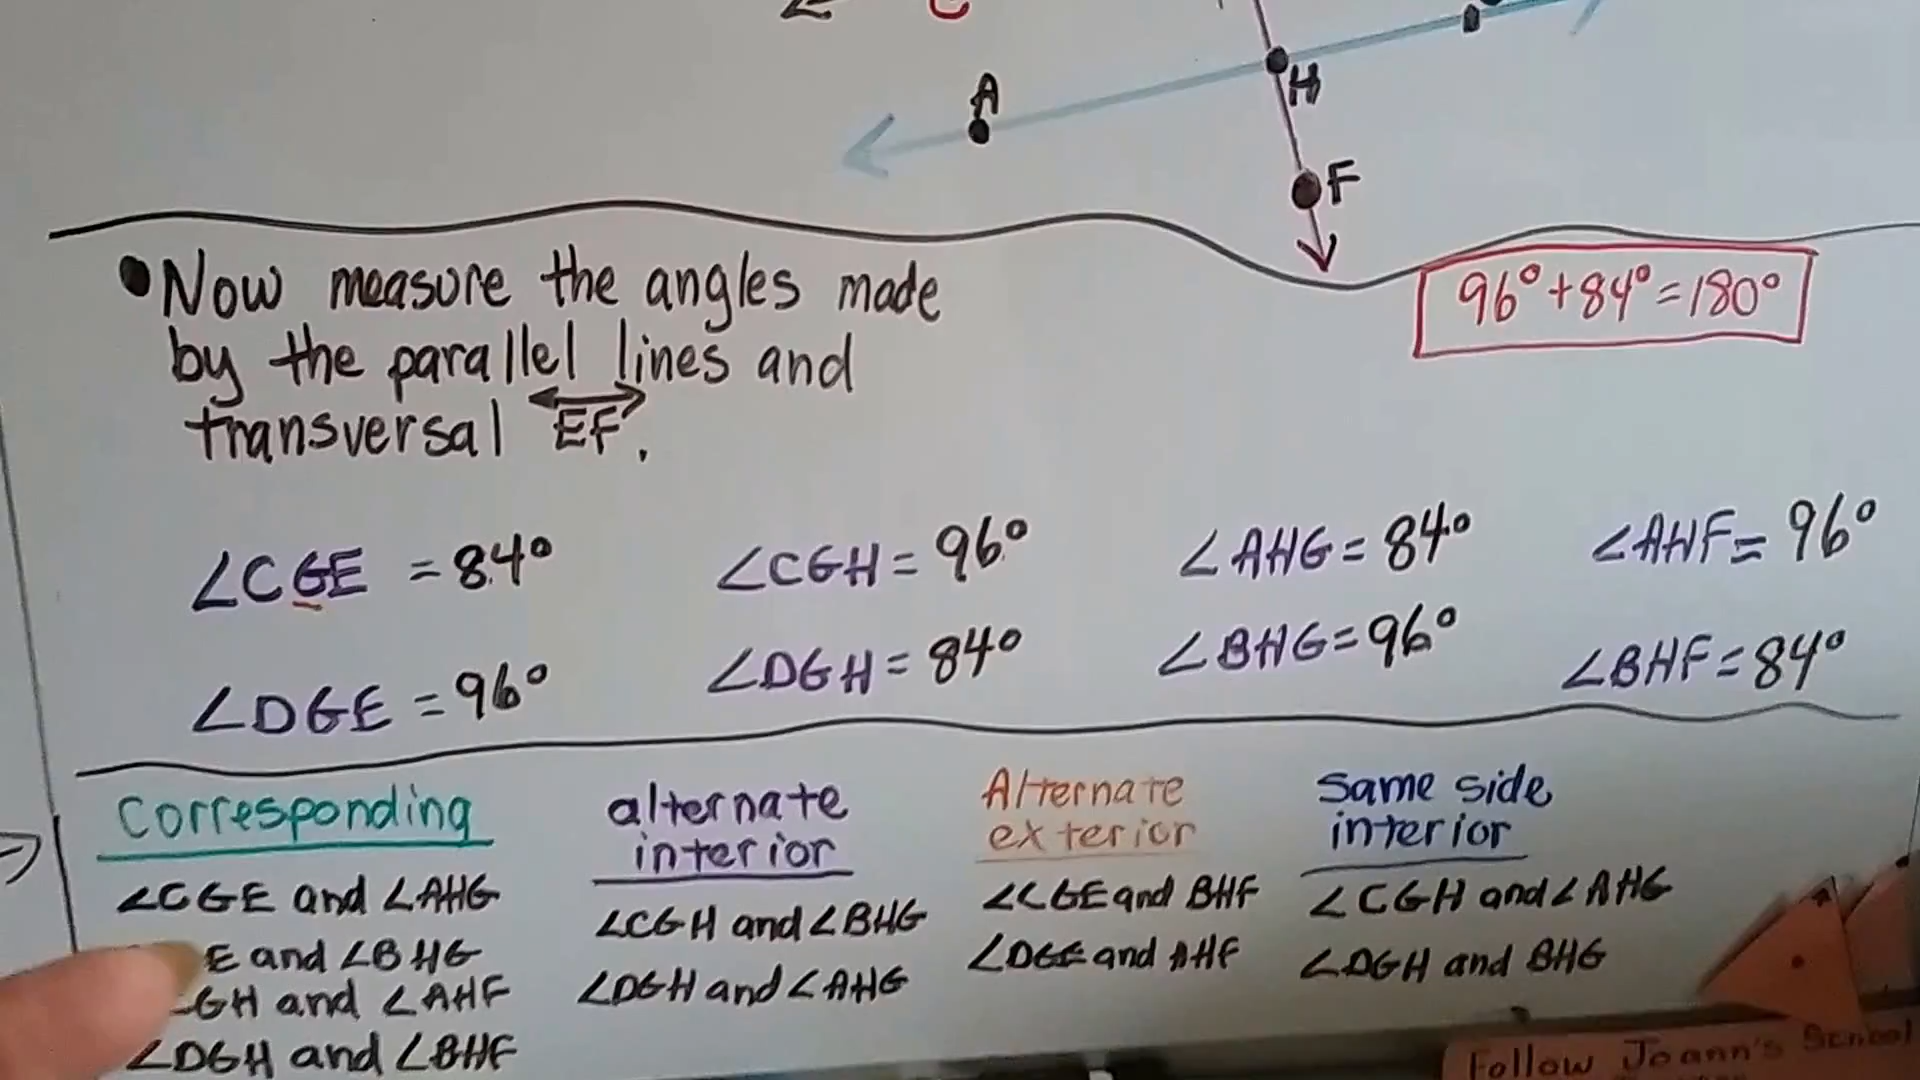 C
H
A
F
•Now measure the angles made
by the parallel lines and
transversal EF.
96°+84°=180°
∠CGE = 84°
∠CGH = 96°
∠AHG = 84°
∠AHF = 96°
∠DGE = 96°
∠DGH = 84°
∠BHG = 96°
∠BHF = 84°
Corresponding
∠CGE and ∠AHG
E and ∠BHG
GH and ∠AHF
∠DGH and ∠BHF
alternate
interior
∠CGH and ∠BHG
∠DGH and ∠AHG
Alternate
exterior
∠CGE and BHF
∠DGE and AHF
Same side
interior
∠CGH and ∠AHG
∠DGH and BHG
Follow Joann's School